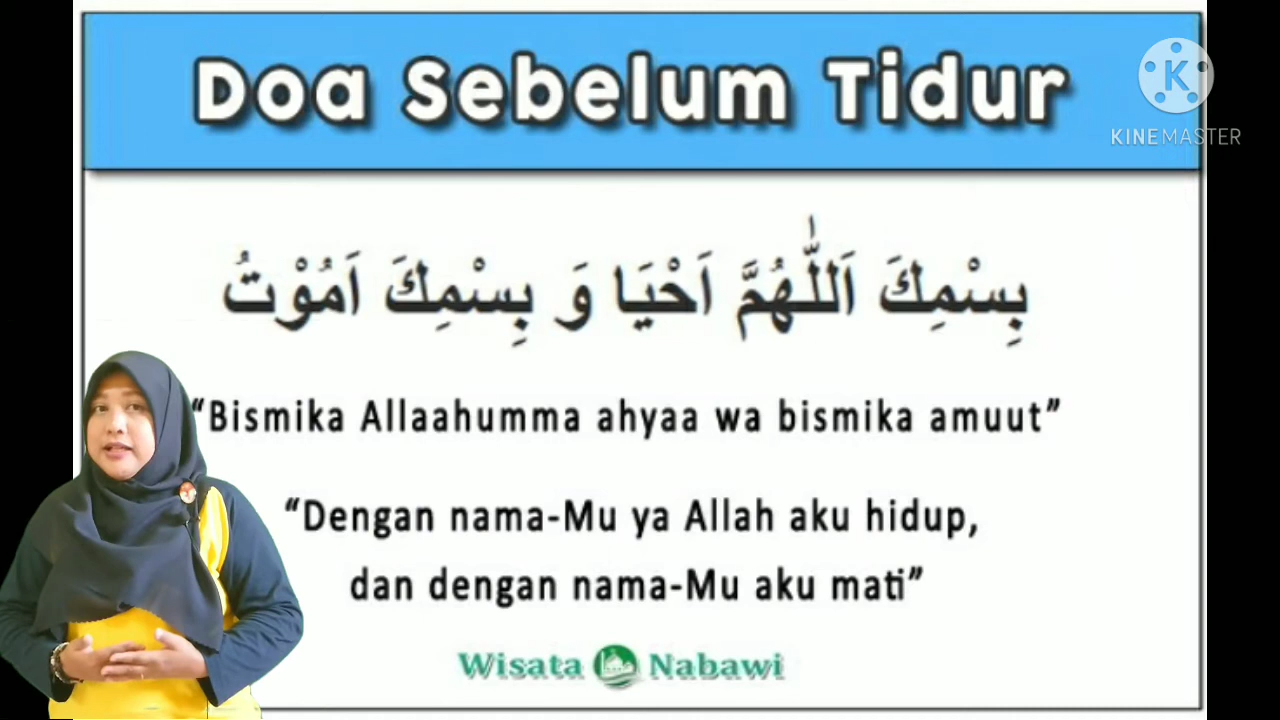 Doa Sebelum Tidur
K
KINEMASTER
بِسْمِكَ اَللّٰهُمَّ اَحْيَا وَ بِسْمِكَ اَمُوْتُ
“Bismika Allaahumma ahyaa wa bismika amuut”
“Dengan nama-Mu ya Allah aku hidup,
dan dengan nama-Mu aku mati”
Wisata Nabawi